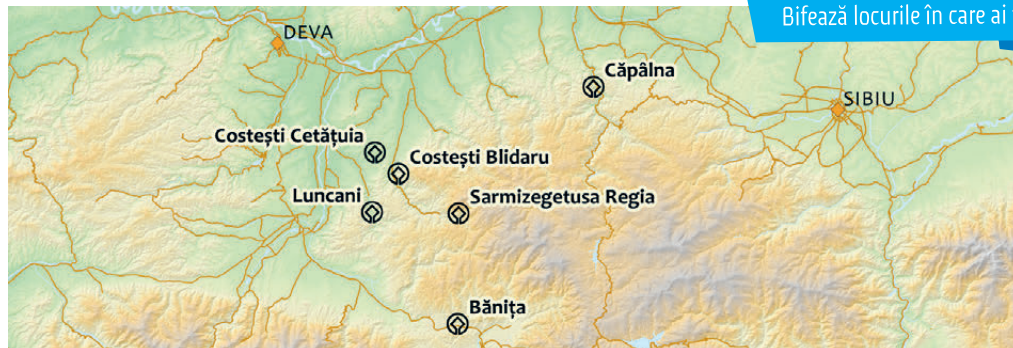 Bifează locurile în care ai
DEVA
Căpâlna
SIBIU
Costești Cetățuia
Costești Blidaru
Luncani
Sarmizegetusa Regia
Bănița